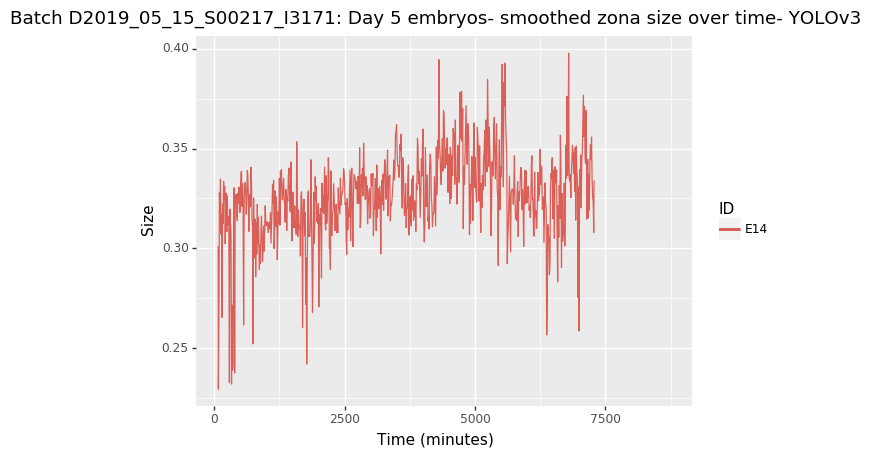 Batch D2019_05_15_S00217_I3171: Day 5 embryos- smoothed zona size over time- YOLOv3
0.40
0.35
0.30
0.25
Size
0
2500
5000
7500
Time (minutes)
ID
E14